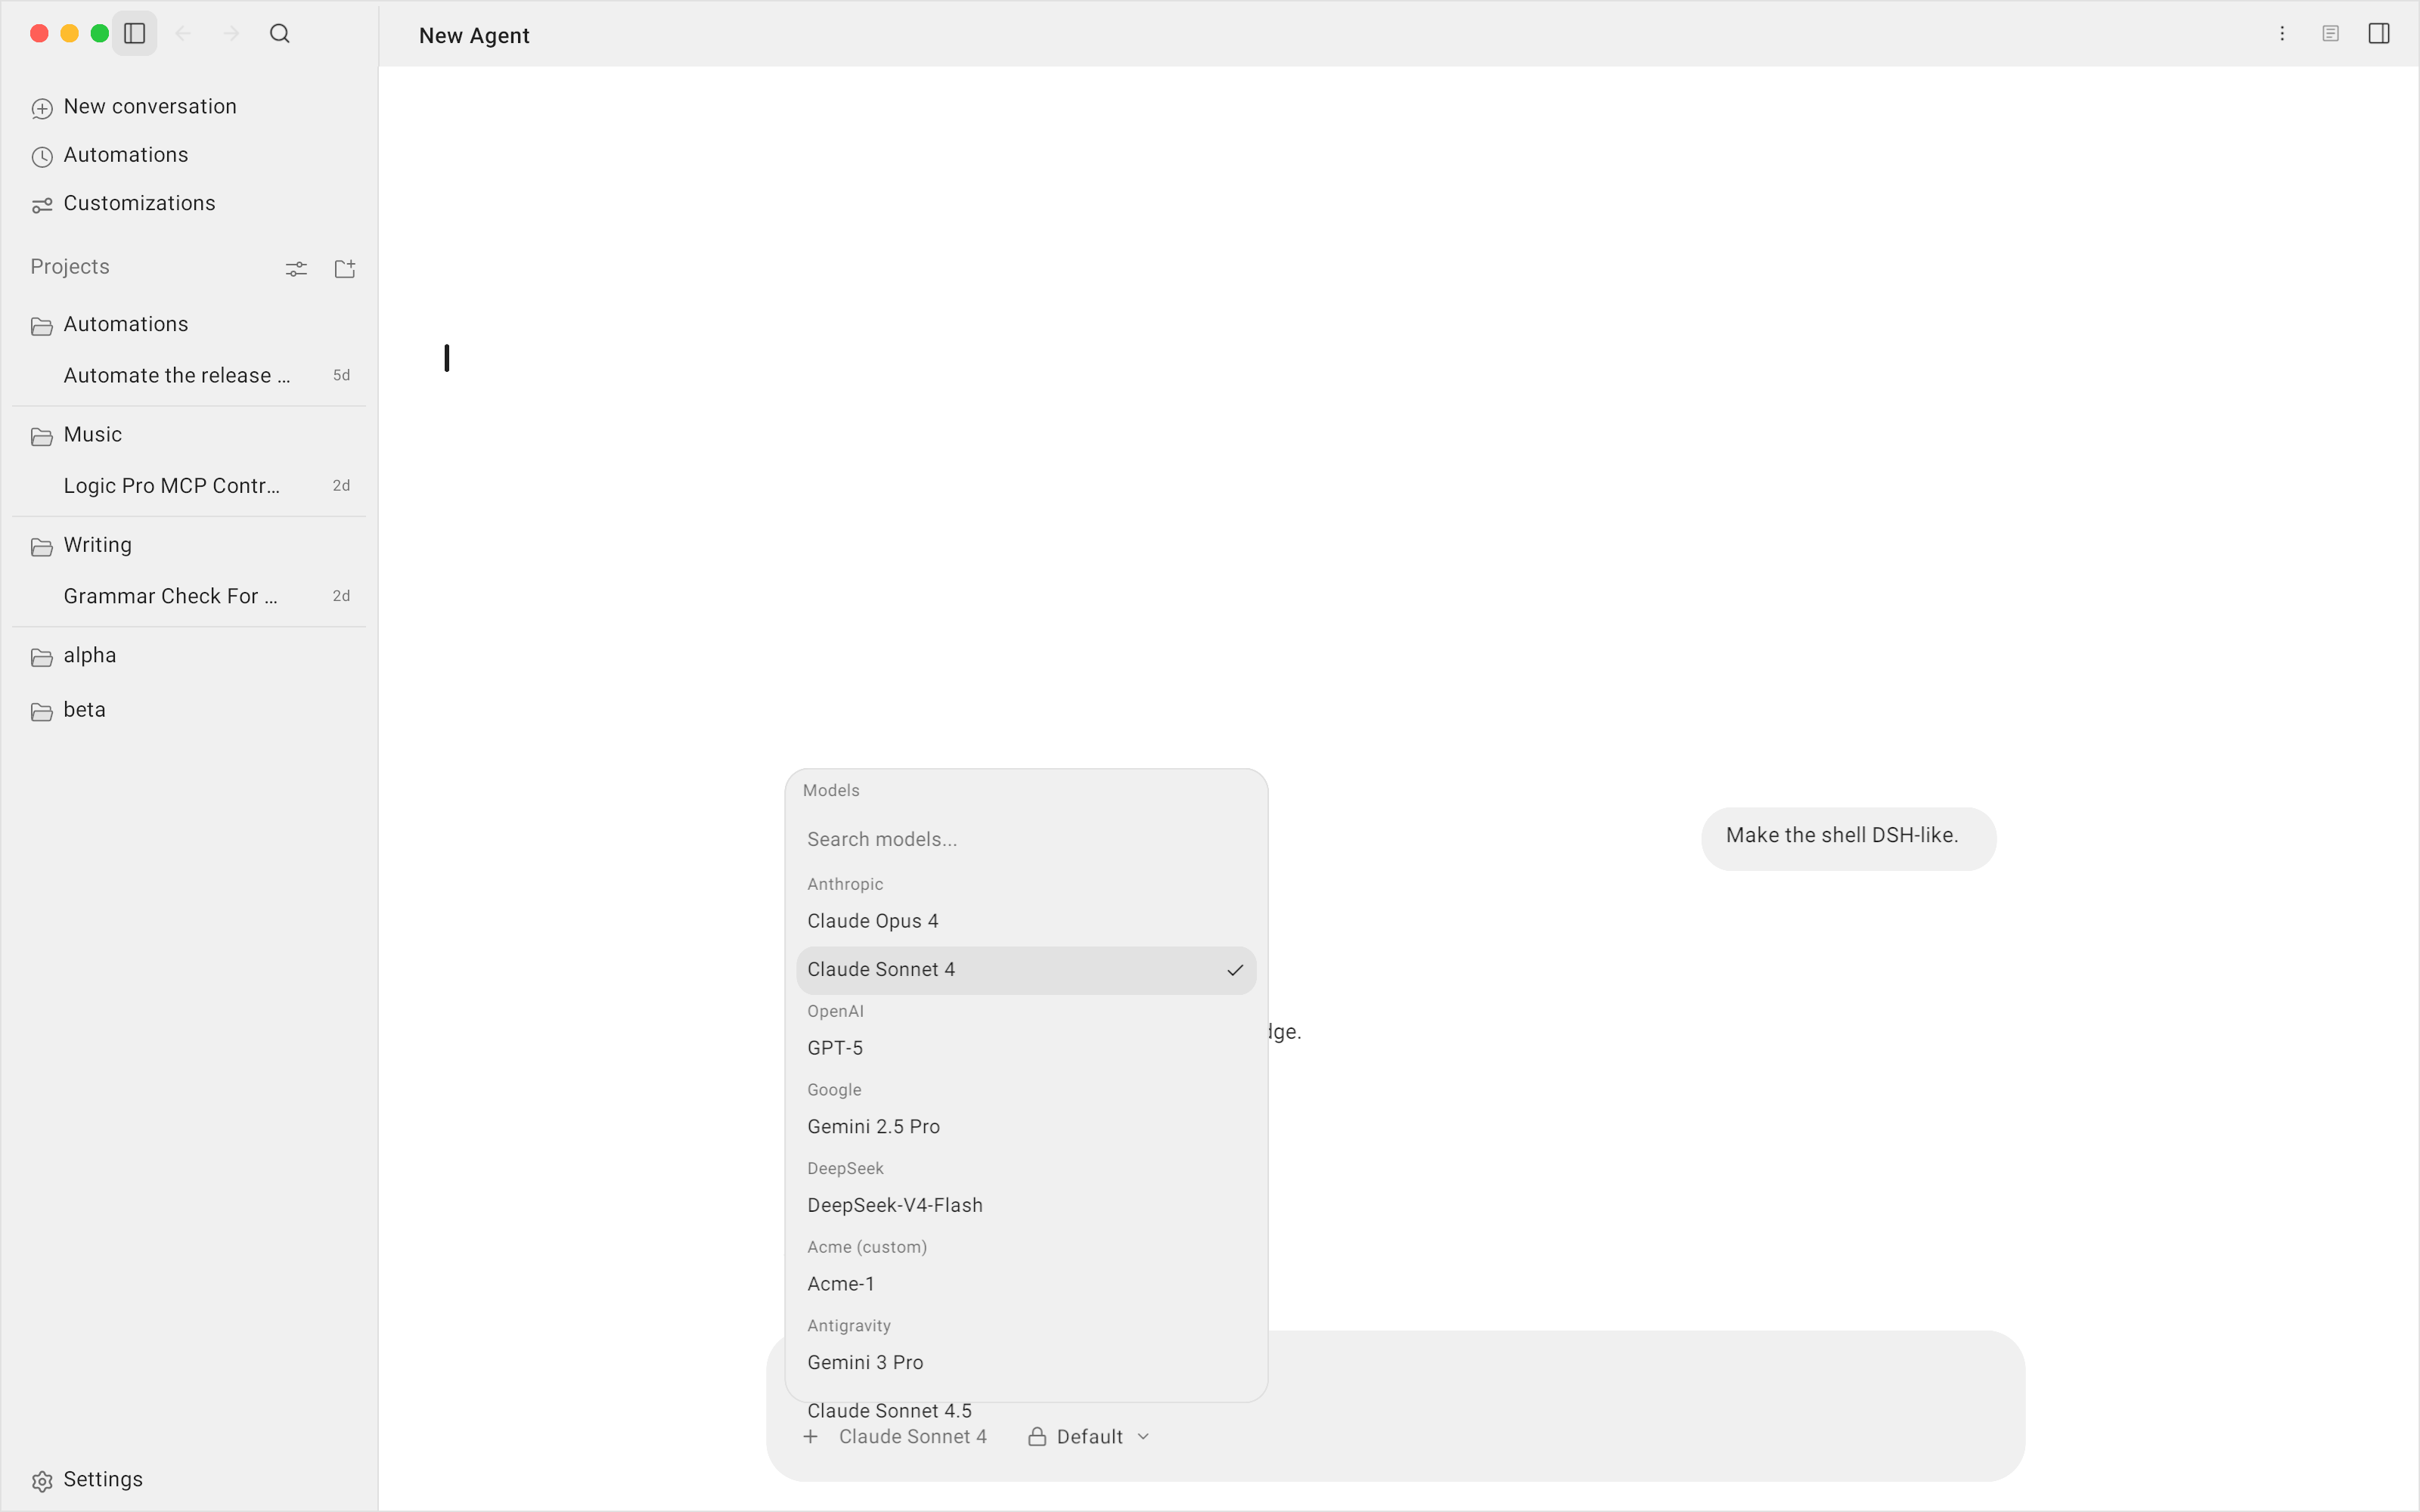 New Agent
New conversation
Automations
Customizations
Projects
Automations
Automate the release ... 5d
Music
Logic Pro MCP Contr... 2d
Writing
Grammar Check For ... 2d
alpha
beta
Settings
Make the shell DSH-like.
dge.
Models
Search models...
Anthropic
Claude Opus 4
Claude Sonnet 4
OpenAI
GPT-5
Google
Gemini 2.5 Pro
DeepSeek
DeepSeek-V4-Flash
Acme (custom)
Acme-1
Antigravity
Gemini 3 Pro
Claude Sonnet 4.5
Claude Sonnet 4 Default